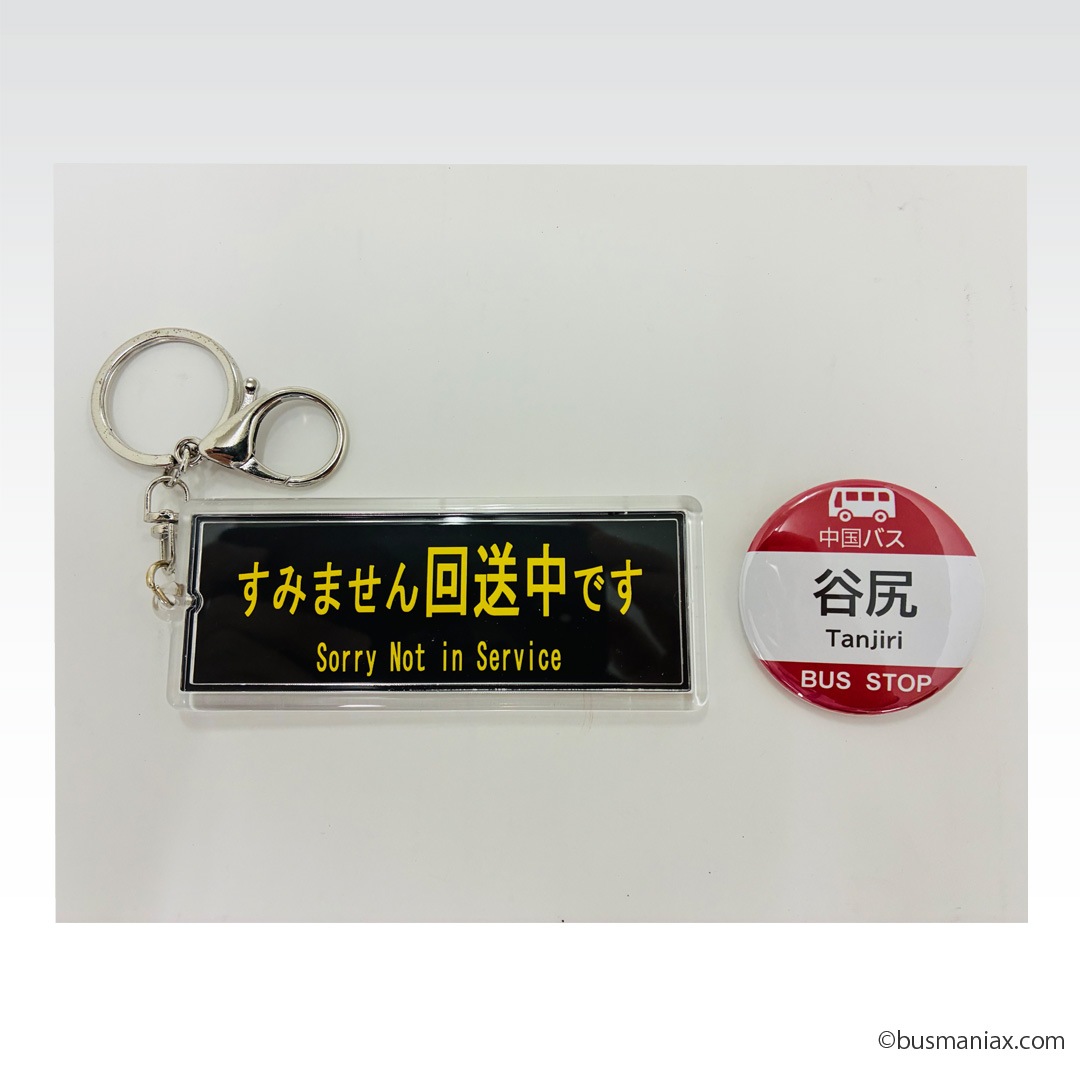 すみません回送中です
Sorry Not in Service
中国バス
谷尻
Tanjiri
BUS STOP
©busmaniax.com